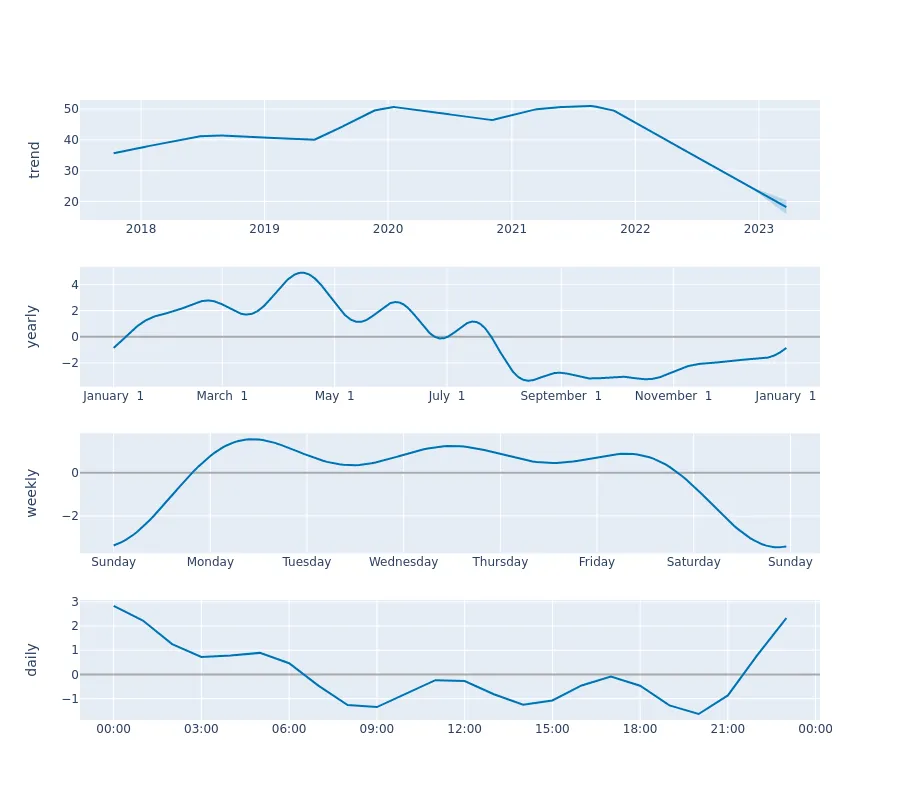 trend
50
40
30
20
2018 2019 2020 2021 2022 2023
yearly
4
2
0
−2
January 1 March 1 May 1 July 1 September 1 November 1 January 1
weekly
0
−2
Sunday Monday Tuesday Wednesday Thursday Friday Saturday Sunday
daily
3
2
1
0
−1
00:00 03:00 06:00 09:00 12:00 15:00 18:00 21:00 00:00